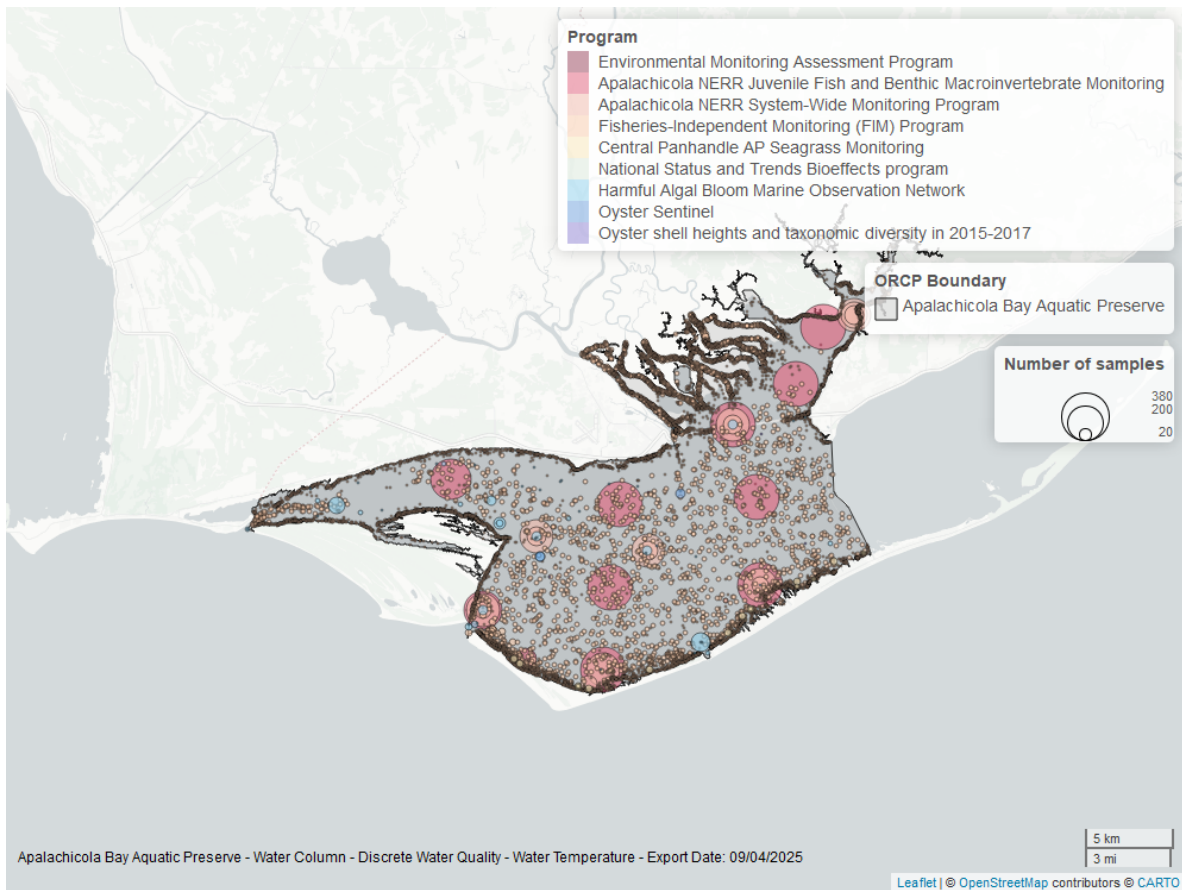 Program
Environmental Monitoring Assessment Program
Apalachicola NERR Juvenile Fish and Benthic Macroinvertebrate Monitoring
Apalachicola NERR System-Wide Monitoring Program
Fisheries-Independent Monitoring (FIM) Program
Central Panhandle AP Seagrass Monitoring
National Status and Trends Bioeffects program
Harmful Algal Bloom Marine Observation Network
Oyster Sentinel
Oyster shell heights and taxonomic diversity in 2015-2017
ORCP Boundary
Apalachicola Bay Aquatic Preserve
Number of samples
380
200
20
5 km
3 mi
Apalachicola Bay Aquatic Preserve - Water Column - Discrete Water Quality - Water Temperature - Export Date: 09/04/2025
Leaflet | © OpenStreetMap contributors © CARTO